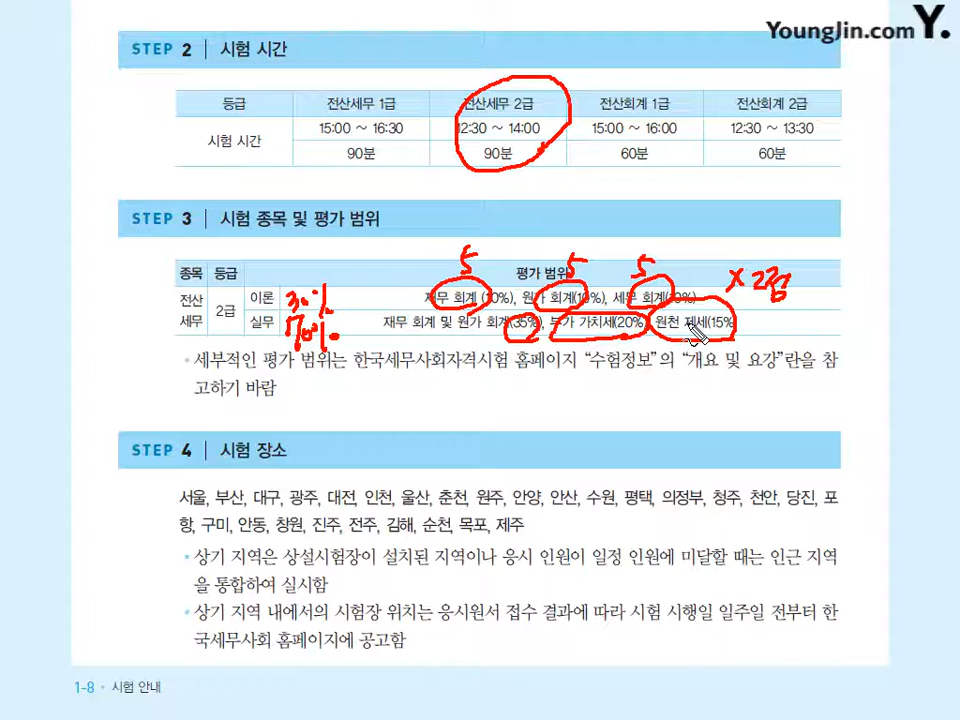 YoungJin.com Y.
STEP 2 | 시험 시간
등급 전산세무 1급 전산세무 2급 전산회계 1급 전산회계 2급
시험 시간 15:00 ~ 16:30 12:30 ~ 14:00 15:00 ~ 16:00 12:30 ~ 13:30
90분 90분 60분 60분
STEP 3 | 시험 종목 및 평가 범위
5 5 5 x 2점
종목 등급 평가 범위
전산세무 2급 이론 30% 재무 회계(10%), 원가 회계(10%), 세무 회계(10%)
실무 70% 재무 회계 및 원가 회계(35%), 부가 가치세(20%), 원천 제세(15%)
• 세부적인 평가 범위는 한국세무사회자격시험 홈페이지 “수험정보”의 “개요 및 요강”란을 참
고하기 바람
STEP 4 | 시험 장소
서울, 부산, 대구, 광주, 대전, 인천, 울산, 춘천, 원주, 안양, 안산, 수원, 평택, 의정부, 청주, 천안, 당진, 포
항, 구미, 안동, 창원, 진주, 전주, 김해, 순천, 목포, 제주
• 상기 지역은 상설시험장이 설치된 지역이나 응시 인원이 일정 인원에 미달할 때는 인근 지역
을 통합하여 실시함
• 상기 지역 내에서의 시험장 위치는 응시원서 접수 결과에 따라 시험 시행일 일주일 전부터 한
국세무사회 홈페이지에 공고함
1-8 • 시험 안내